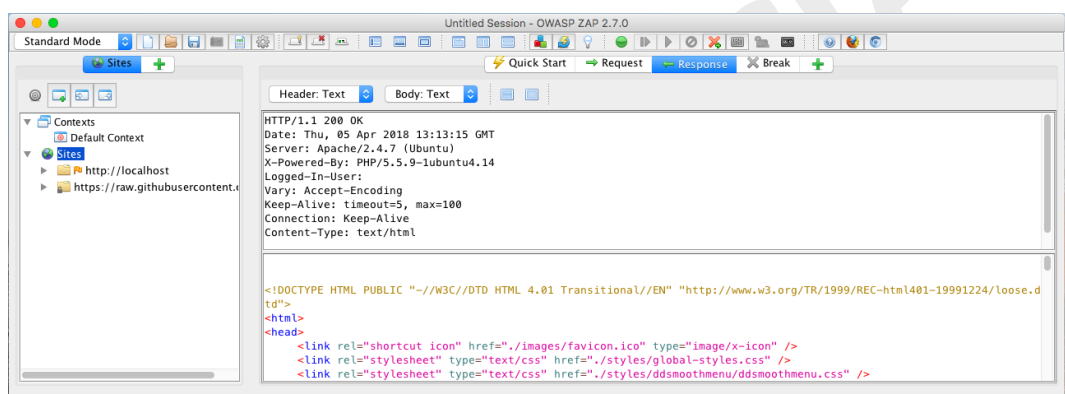 Untitled Session - OWASP ZAP 2.7.0
Standard Mode
Sites
Quick Start
Request
Response
Break
Header: Text
Body: Text
Contexts
Default Context
Sites
http://localhost
https://raw.githubusercontent.c
HTTP/1.1 200 OK
Date: Thu, 05 Apr 2018 13:13:15 GMT
Server: Apache/2.4.7 (Ubuntu)
X-Powered-By: PHP/5.5.9-1ubuntu4.14
Logged-In-User:
Vary: Accept-Encoding
Keep-Alive: timeout=5, max=100
Connection: Keep-Alive
Content-Type: text/html
<!DOCTYPE HTML PUBLIC "-//W3C//DTD HTML 4.01 Transitional//EN" "http://www.w3.org/TR/1999/REC-html401-19991224/loose.d
td">
<html>
<head>
<link rel="shortcut icon" href="./images/favicon.ico" type="image/x-icon" />
<link rel="stylesheet" type="text/css" href="./styles/global-styles.css" />
<link rel="stylesheet" type="text/css" href="./styles/ddsmoothmenu/ddsmoothmenu.css" />